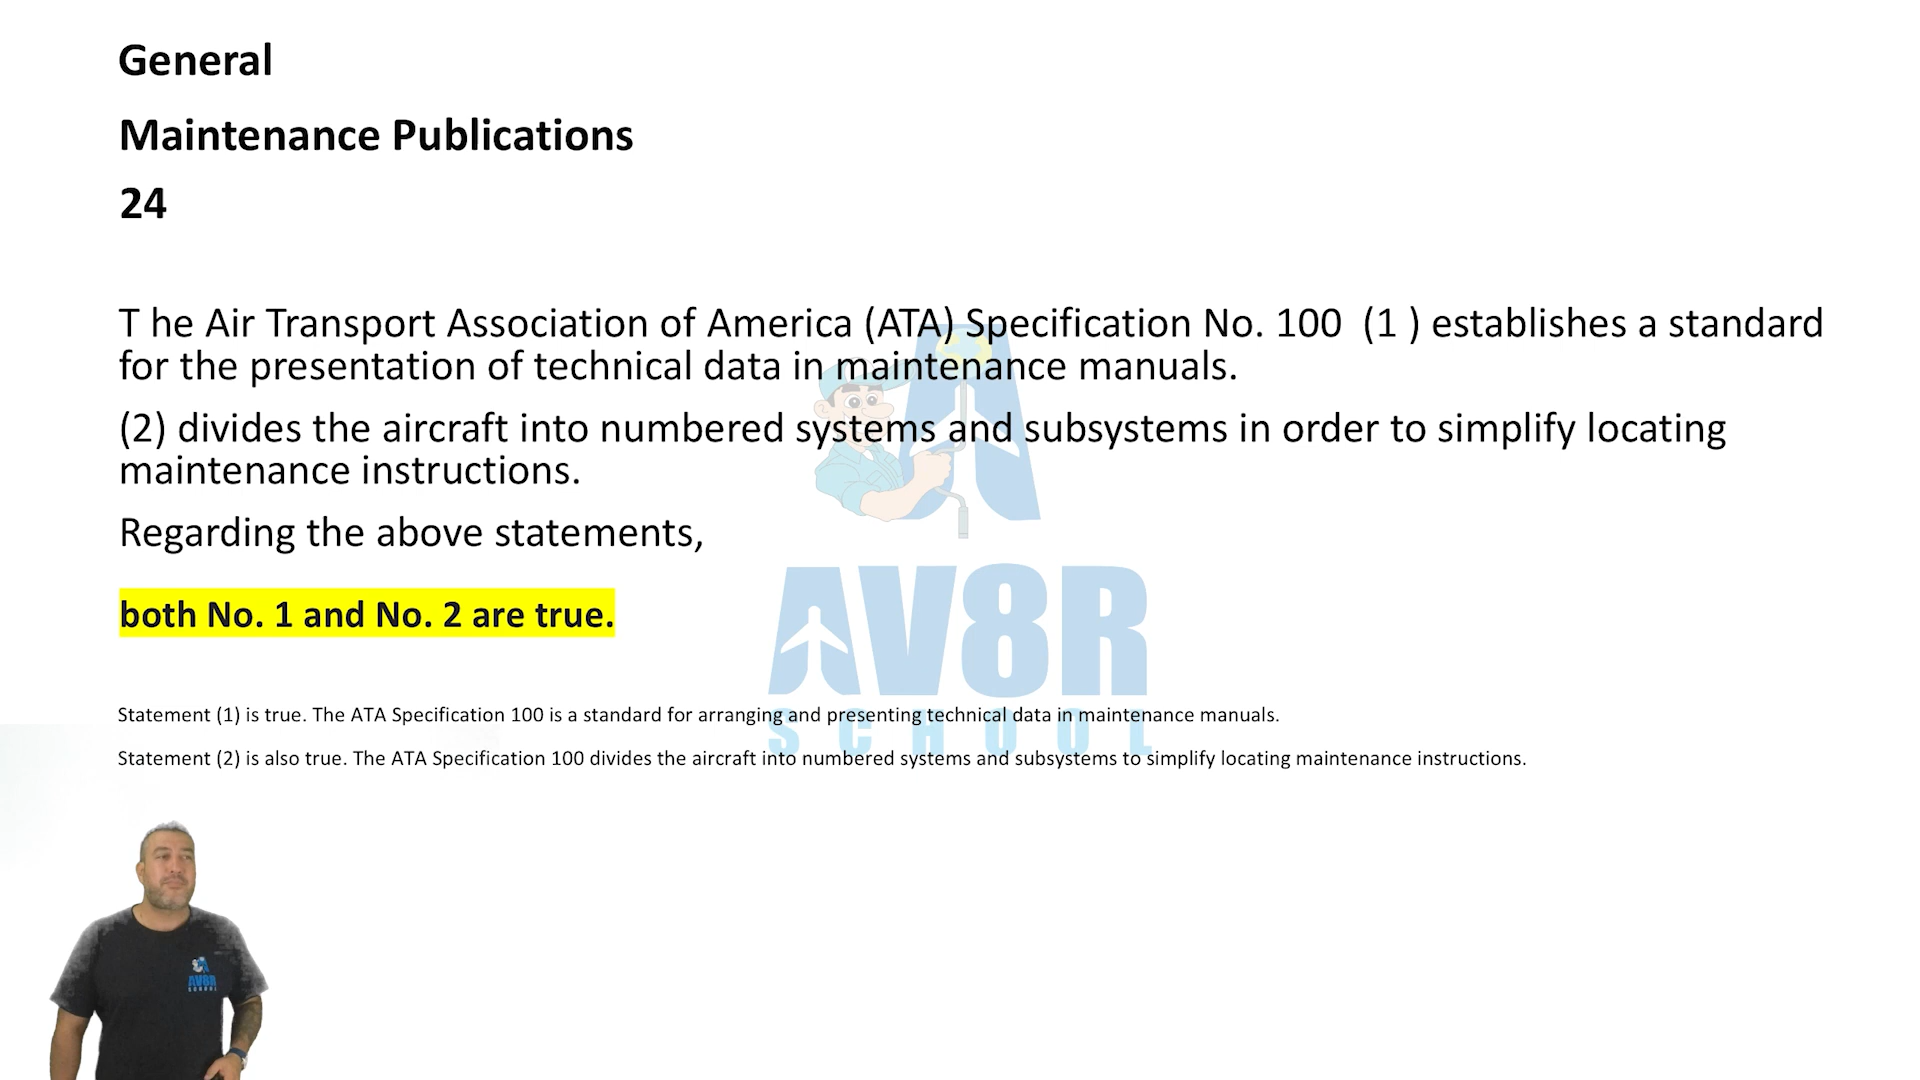 General
Maintenance Publications
24
T he Air Transport Association of America (ATA) Specification No. 100  (1 ) establishes a standard
for the presentation of technical data in maintenance manuals.
(2) divides the aircraft into numbered systems and subsystems in order to simplify locating
maintenance instructions.
Regarding the above statements,
both No. 1 and No. 2 are true.
AV8R
SCHOOL
Statement (1) is true. The ATA Specification 100 is a standard for arranging and presenting technical data in maintenance manuals.
Statement (2) is also true. The ATA Specification 100 divides the aircraft into numbered systems and subsystems to simplify locating maintenance instructions.
AV8R
SCHOOL